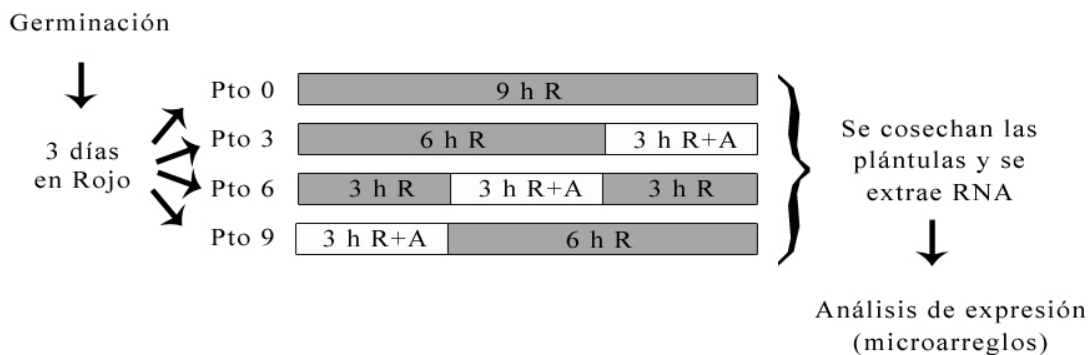 Germinación
3 días
en Rojo
Pto 0
9 h R
Pto 3
6 h R
3 h R+A
Pto 6
3 h R
3 h R+A
3 h R
Pto 9
3 h R+A
6 h R
Se cosechan las
plántulas y se
extrae RNA
Análisis de expresión
(microarreglos)